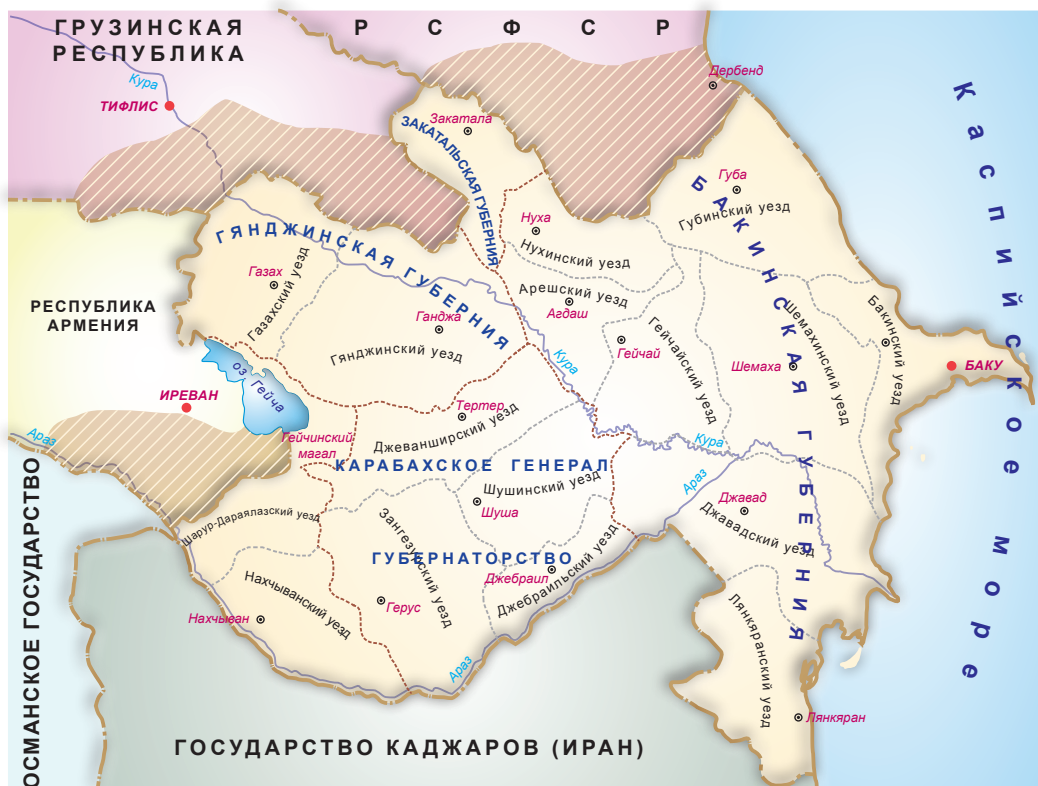 ГРУЗИНСКАЯ
РЕСПУБЛИКА
РСФСР
Кура
ТИФЛИС
Дербенд
Закатала
ЗАКАТАЛЬСКАЯ ГУБЕРНИЯ
Каспийское море
Губа
Губинский уезд
БАКИНСКАЯ ГУБЕРНИЯ
Нуха
Нухинский уезд
ГЯНДЖИНСКАЯ ГУБЕРНИЯ
Газах
Газахский уезд
Арешский уезд
Агдаш
РЕСПУБЛИКА
АРМЕНИЯ
Ганджа
Гянджинский уезд
Кура
Гейчай
Гейчайский уезд
Шемаха
Шемахинский уезд
Бакинский уезд
БАКУ
оз. Гейча
ИРЕВАН
Тертер
Джеванширский уезд
Гейчинский
магал
Араз
Кура
КАРАБАХСКОЕ ГЕНЕРАЛ
ГУБЕРНАТОРСТВО
Шушинский уезд
Шуша
Араз
Джавад
Джавадский уезд
Шарур-Даралазский уезд
Зангезурский уезд
Джебраил
Джебраильский уезд
Нахчыванский уезд
Нахчыван
Герус
Араз
Лянкяранский уезд
Лянкяран
ОСМАНСКОЕ ГОСУДАРСТВО
ГОСУДАРСТВО КАДЖАРОВ (ИРАН)